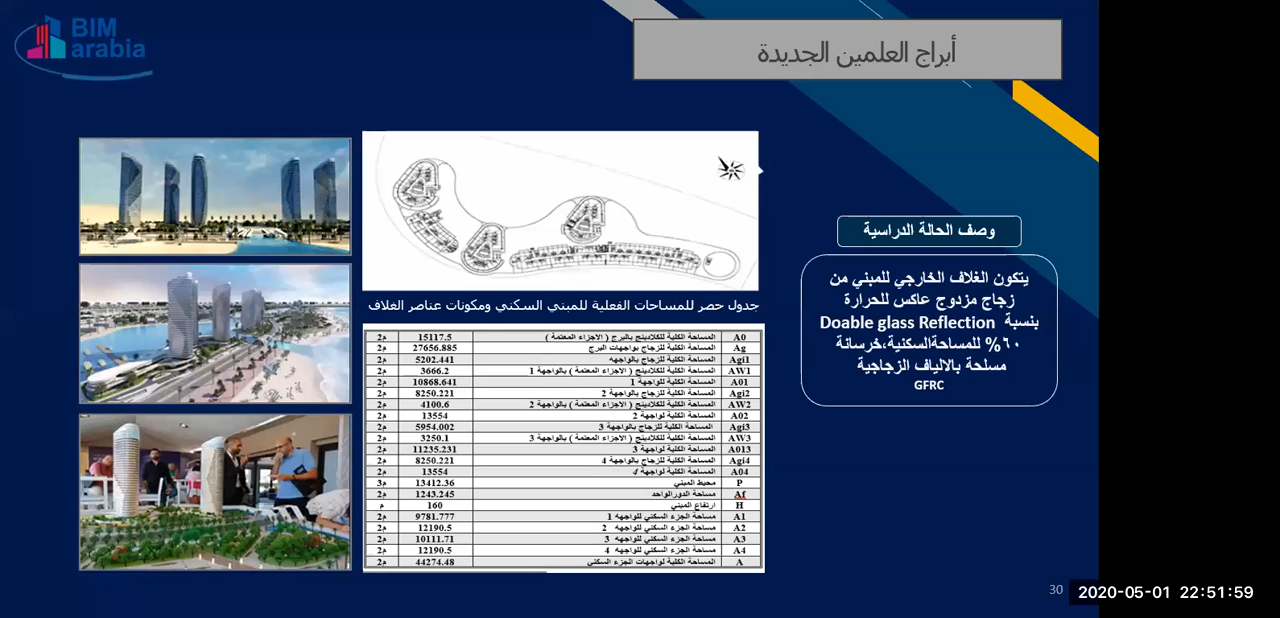 BIM
arabia
أبراج العلمين الجديدة
وصف الحالة الدراسية
يتكون الغلاف الخارجي للمبني من
زجاج مزدوج عاكس للحرارة
بنسبة Doable glass Reflection
٦٠% للمساحةالسكنية،خرسانة
مسلحة بالالياف الزجاجية
GFRC
جدول حصر للمساحات الفعلية للمبني السكني ومكونات عناصر الغلاف
A0 المساحة الكلية للكلادينج بالبرج ( الاجزاء المعتمة ) 15117.5 م2
Ag المساحة الكلية للزجاج بواجهات البرج 27656.885 م2
Agi1 المساحة الكلية للزجاج بالواجهه 5202.441 م2
AW1 المساحة الكلية للكلادينج ( الاجزاء المعتمة ) بالواجهة 1 3666.2 م2
A01 المساحة الكلية للواجهة 1 10868.641 م2
Agi2 المساحة الكلية للزجاج بالواجهة 2 8250.221 م2
AW2 المساحة الكلية للكلادينج ( الاجزاء المعتمة ) بالواجهة 2 4100.6 م2
A02 المساحة الكلية لواجهة 2 13554 م2
Agi3 المساحة الكلية للزجاج بالواجهة 3 5954.002 م2
AW3 المساحة الكلية للكلادينج ( الاجزاء المعتمة ) بالواجهة 3 3250.1 م2
A013 المساحة الكلية لواجهة 3 11235.231 م2
Agi4 المساحة الكلية للزجاج بالواجهة 4 8250.221 م2
A04 المساحة الكلية لواجهة 4 13554 م2
P محيط المبني 13412.36 م3
Af مساحة الدورالواحد 1243.245 م2
H ارتفاع المبني 160 م
A1 مساحة الجزء السكني للواجهة 1 9781.777 م2
A2 مساحة الجزء السكني للواجهه 2 12190.5 م2
A3 مساحة الجزء السكني للواجهه 3 10111.71 م2
A4 مساحة الجزء السكني للواجهه 4 12190.5 م2
A المساحة الكلية لواجهات الجزء السكني 44274.48 م2
30
2020-05-01 22:51:59